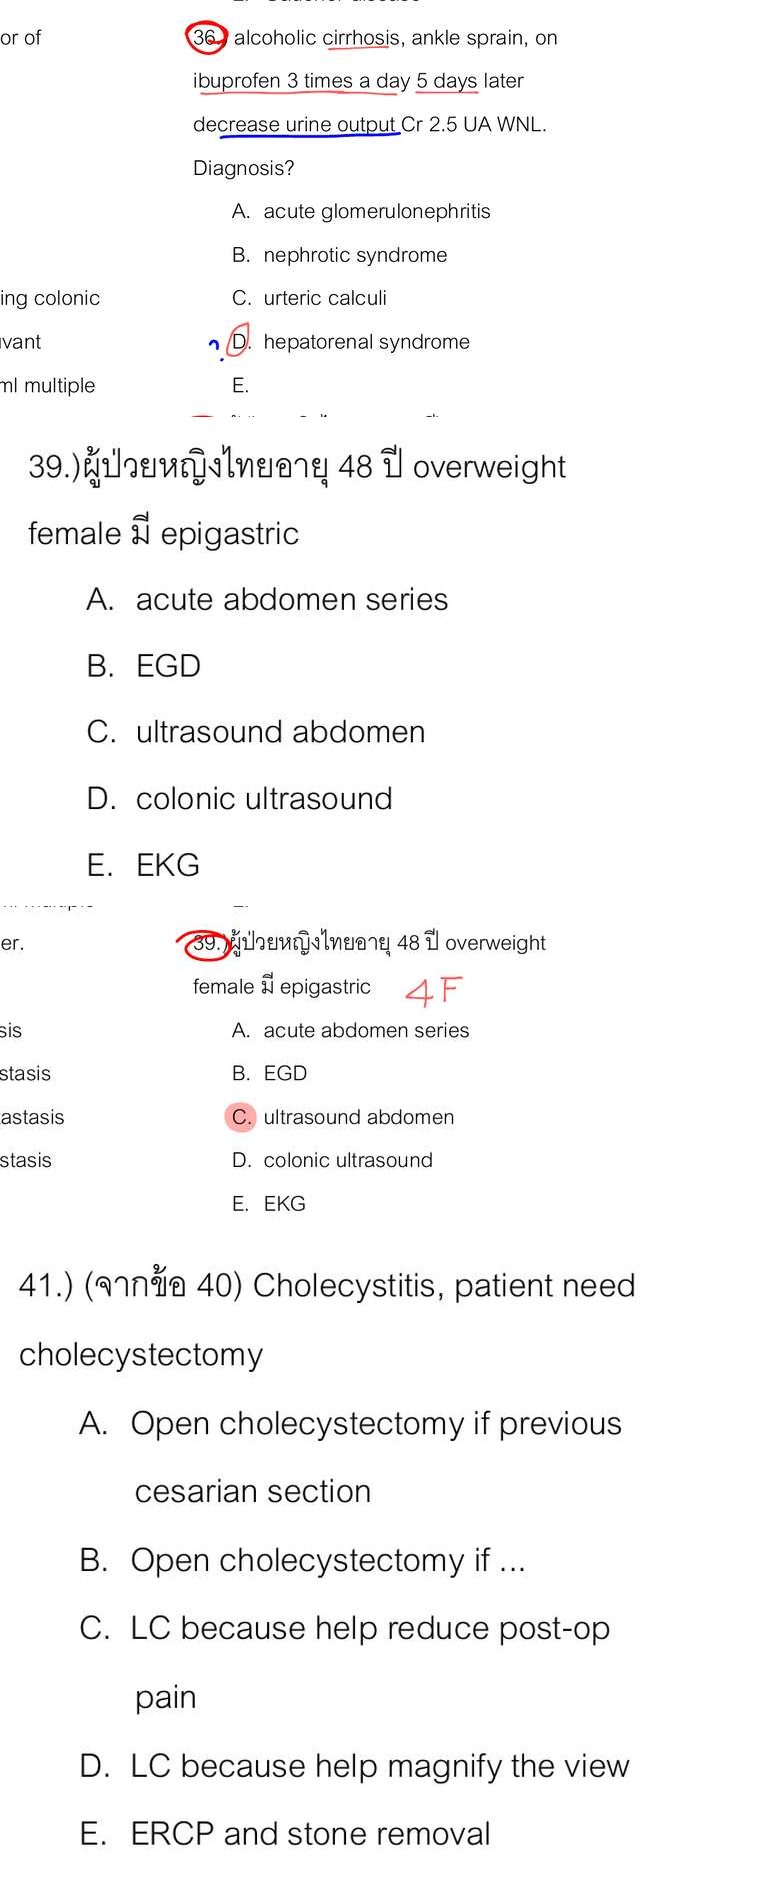 or of
36.) alcoholic cirrhosis, ankle sprain, on
ibuprofen 3 times a day 5 days later
decrease urine output Cr 2.5 UA WNL.
Diagnosis?
A. acute glomerulonephritis
B. nephrotic syndrome
ing colonic
C. urteric calculi
vant
? D. hepatorenal syndrome
ml multiple
E.
39.)ผู้ป่วยหญิงไทยอายุ 48 ปี overweight
female มี epigastric
A. acute abdomen series
B. EGD
C. ultrasound abdomen
D. colonic ultrasound
E. EKG
er.
39.)ผู้ป่วยหญิงไทยอายุ 48 ปี overweight
female มี epigastric 4F
sis
A. acute abdomen series
stasis
B. EGD
tastasis
C. ultrasound abdomen
stasis
D. colonic ultrasound
E. EKG
41.) (จากข้อ 40) Cholecystitis, patient need
cholecystectomy
A. Open cholecystectomy if previous
cesarian section
B. Open cholecystectomy if ...
C. LC because help reduce post-op
pain
D. LC because help magnify the view
E. ERCP and stone removal